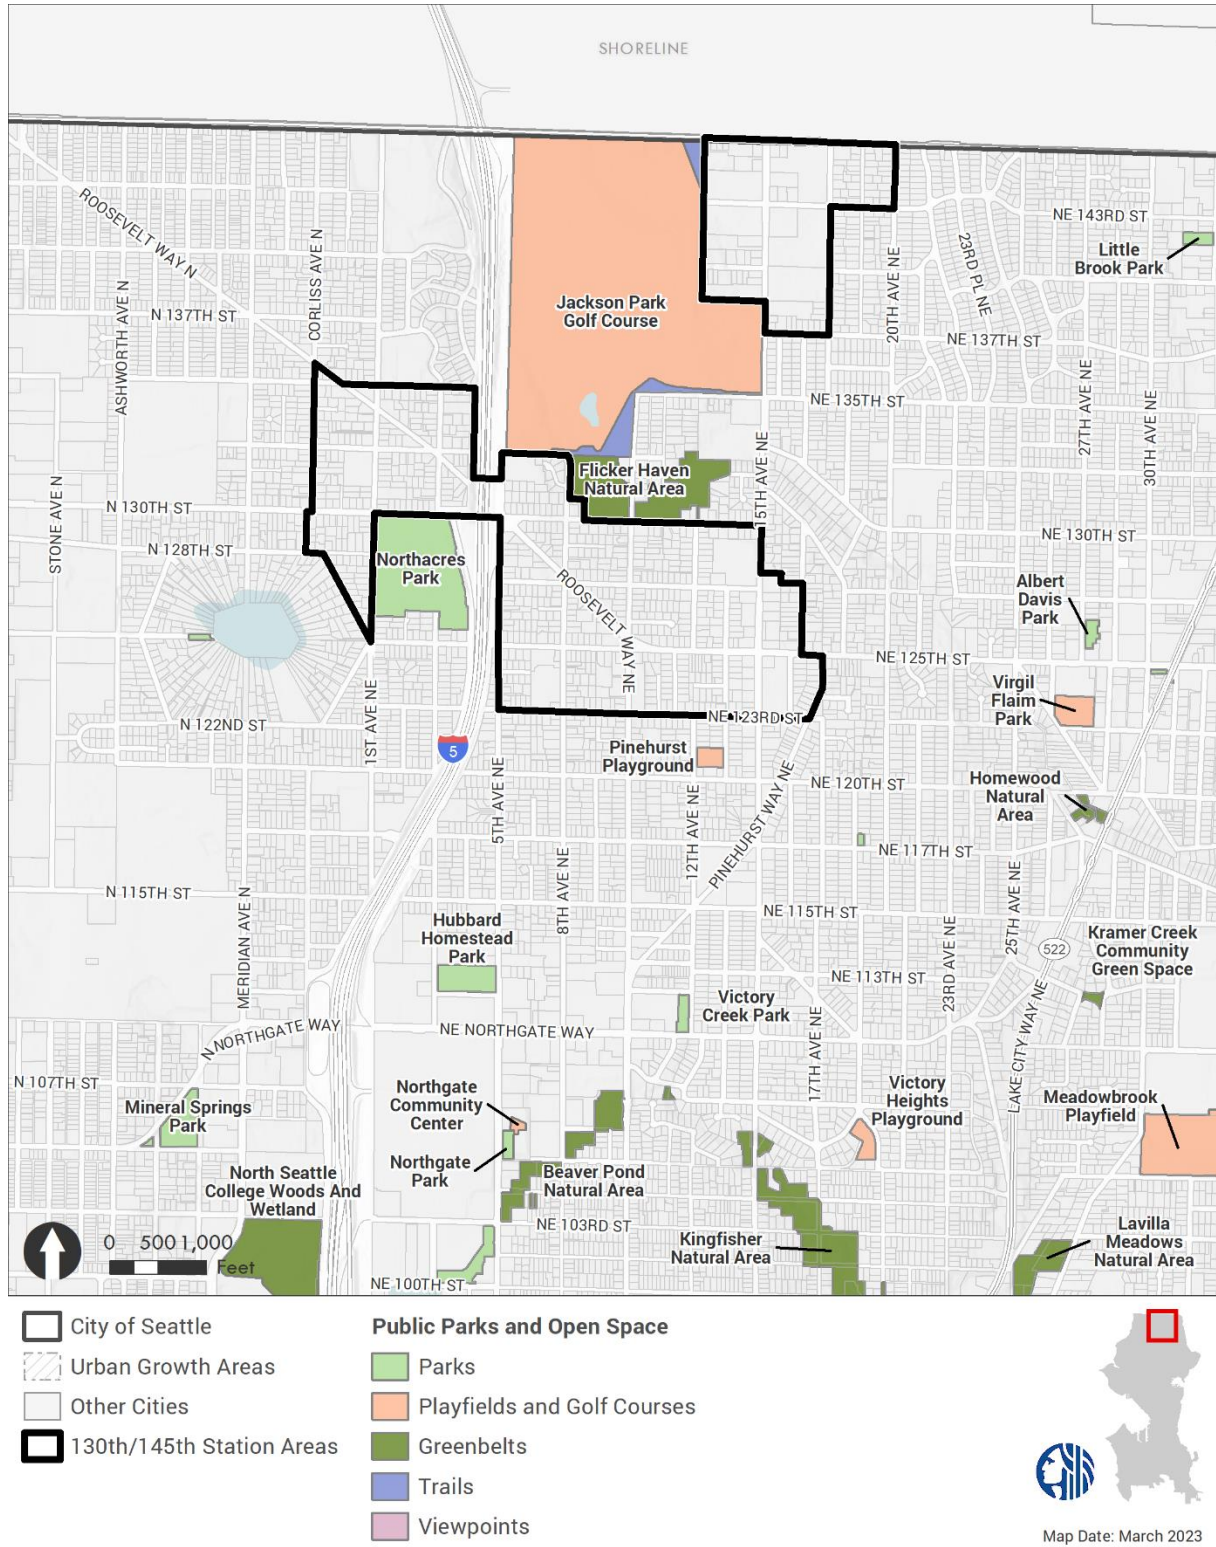 SHORELINE
ROOSEVELT WAY N
CORLISS AVE N
ASHWORTH AVE N
N 137TH ST
Jackson Park
Golf Course
NE 143RD ST
Little
Brook Park
23RD PL NE
20TH AVE NE
NE 137TH ST
NE 135TH ST
27TH AVE NE
30TH AVE NE
STONE AVE N
N 130TH ST
N 128TH ST
Flicker Haven
Natural Area
15TH AVE NE
NE 130TH ST
Northacres
Park
ROOSEVELT WAY NE
Albert
Davis
Park
NE 125TH ST
Virgil
Flaim
Park
N 122ND ST
1ST AVE NE
5
NE 123RD ST
Pinehurst
Playground
5TH AVE NE
12TH AVE NE
PINEHURST WAY NE
NE 120TH ST
Homewood
Natural
Area
NE 117TH ST
N 115TH ST
MERIDIAN AVE N
8TH AVE NE
NE 115TH ST
25TH AVE NE
23RD AVE NE
Hubbard
Homestead
Park
Kramer Creek
Community
Green Space
522
NE 113TH ST
Victory
Creek Park
N NORTHGATE WAY
NE NORTHGATE WAY
17TH AVE NE
LAKE CITY WAY NE
N 107TH ST
Mineral Springs
Park
Northgate
Community
Center
Victory
Heights
Playground
Meadowbrook
Playfield
Northgate
Park
Beaver Pond
Natural Area
North Seattle
College Woods And
Wetland
NE 103RD ST
Kingfisher
Natural Area
Lavilla
Meadows
Natural Area
0 500 1,000
Feet
NE 100TH ST
City of Seattle
Urban Growth Areas
Other Cities
130th/145th Station Areas
Public Parks and Open Space
Parks
Playfields and Golf Courses
Greenbelts
Trails
Viewpoints
Map Date: March 2023